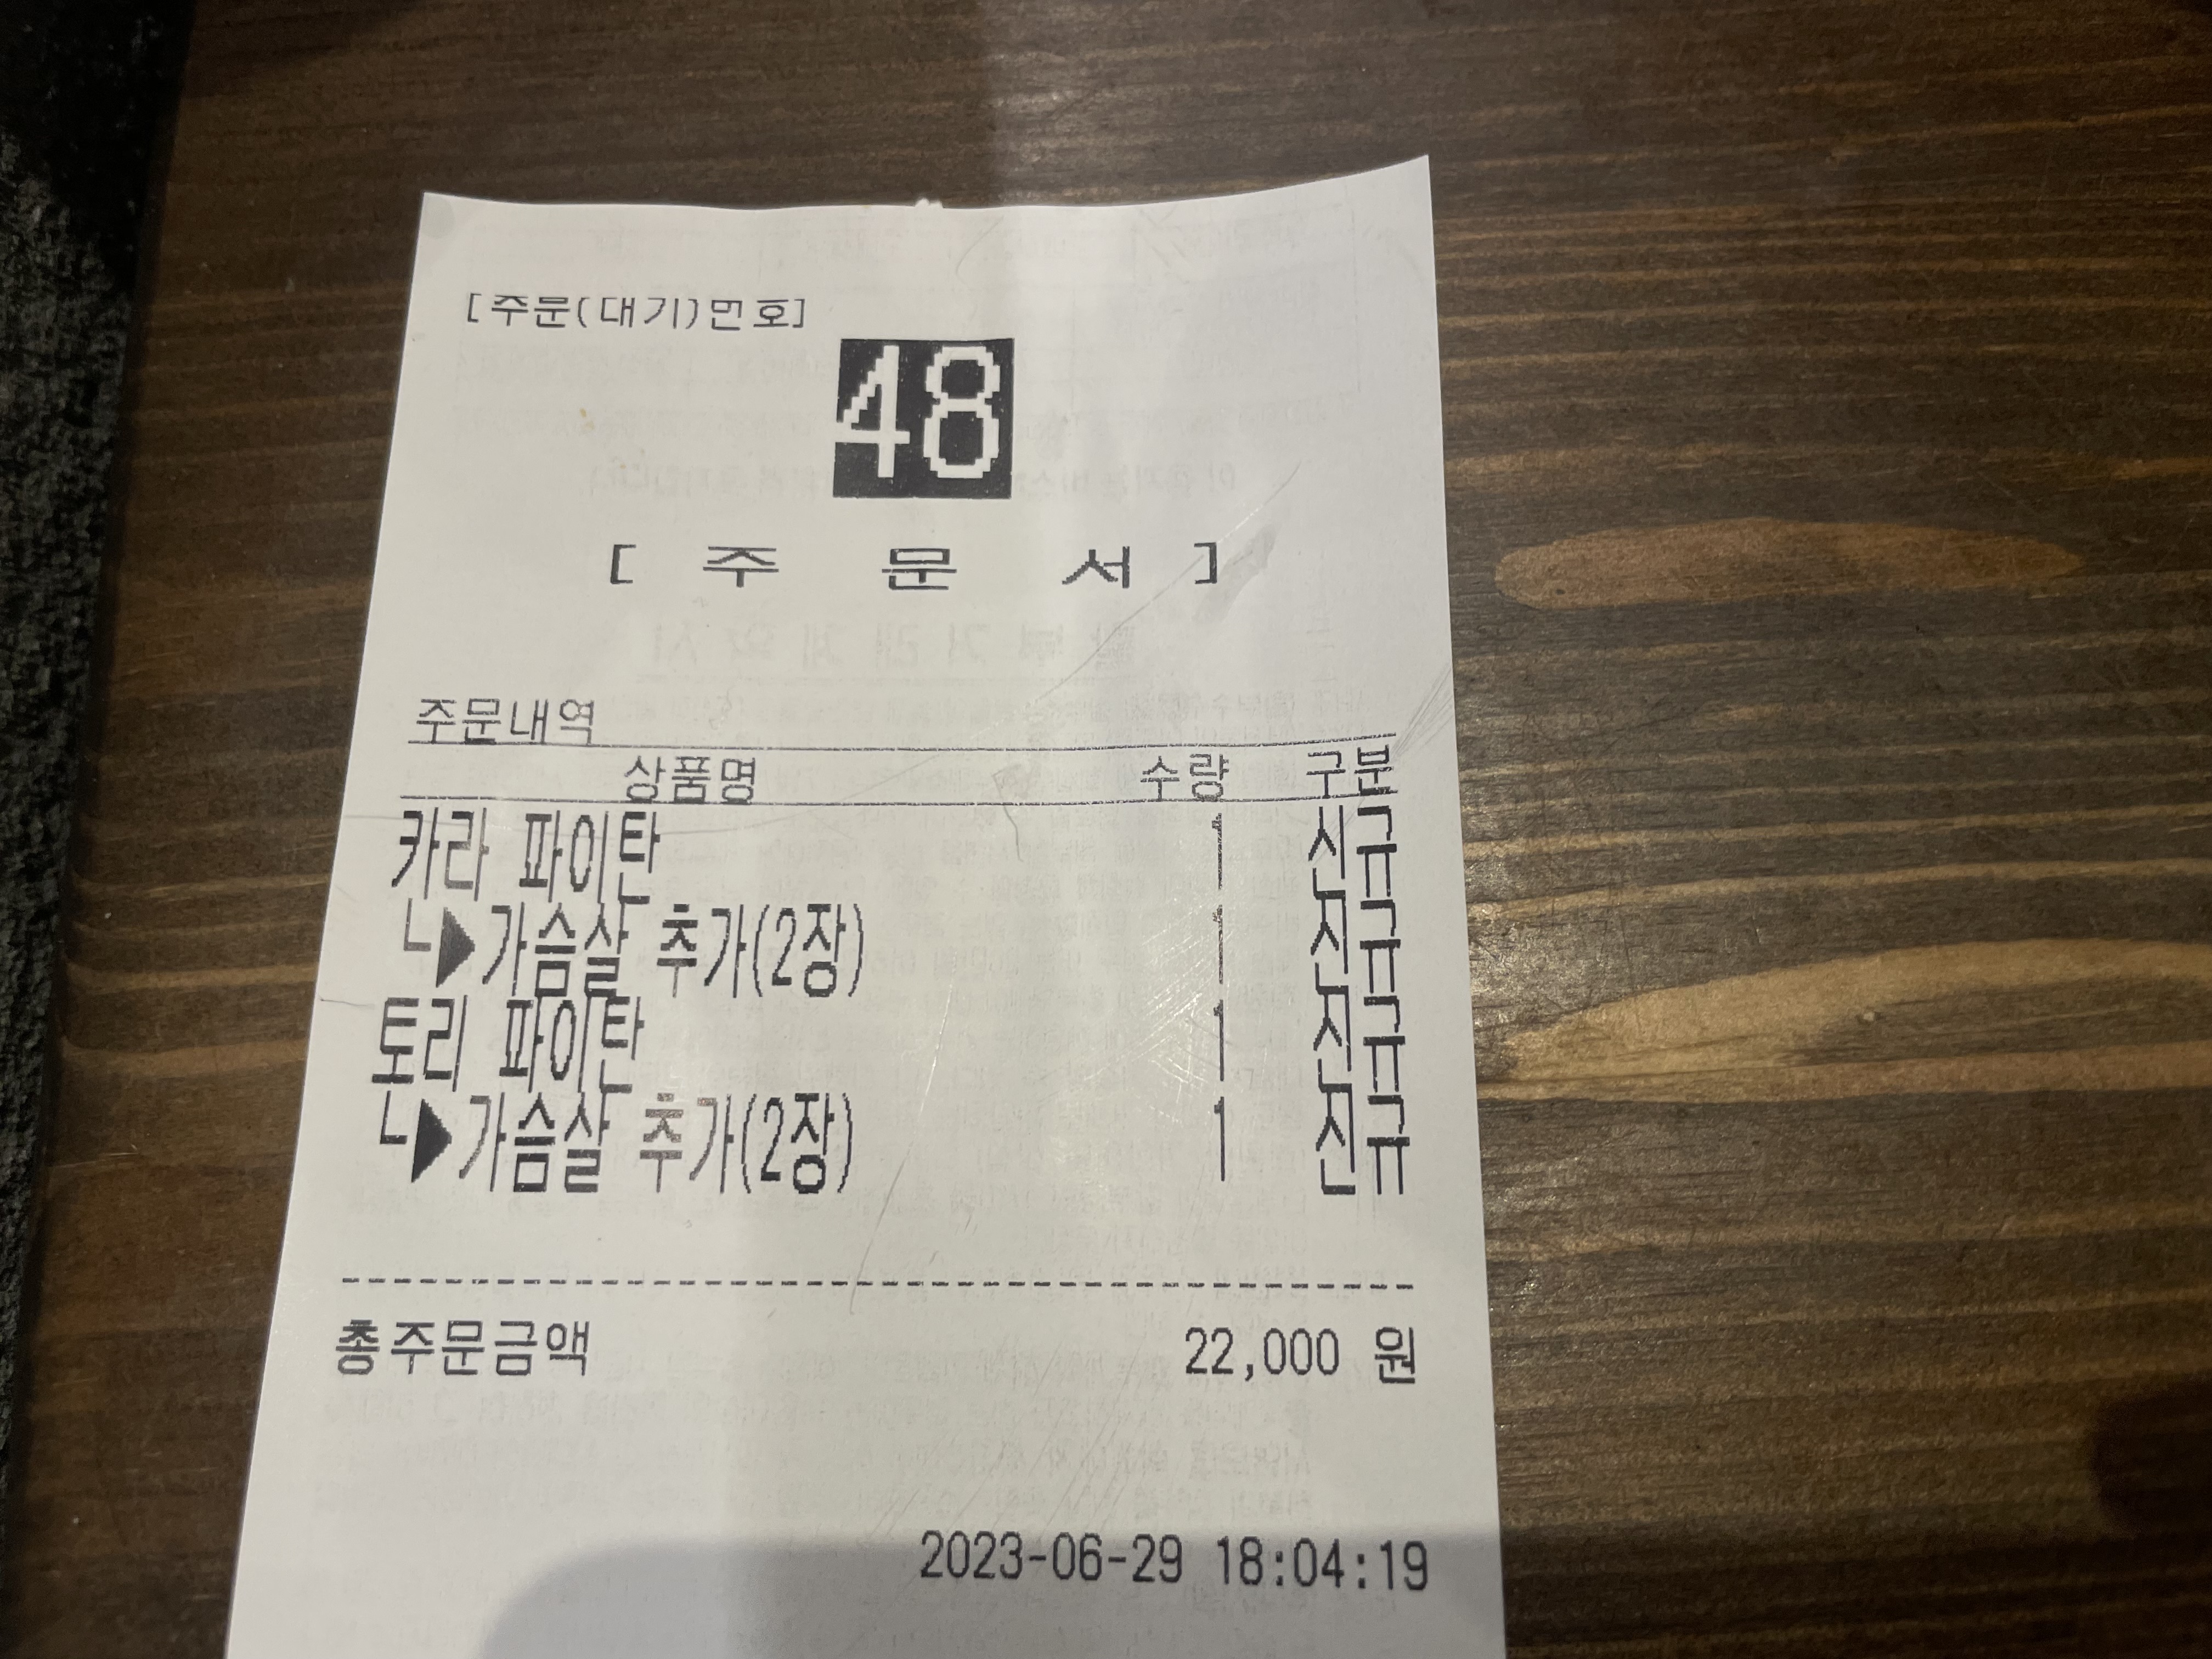 [주문(대기)번호]
48
[ 주 문 서 ]
주문내역
상품명 수량 구분
카라 파이탄 1 신규
└▶가슴살 추가(2장) 1 신규
토리 파이탄 1 신규
└▶가슴살 추가(2장) 1 신규
총주문금액 22,000 원
2023-06-29 18:04:19